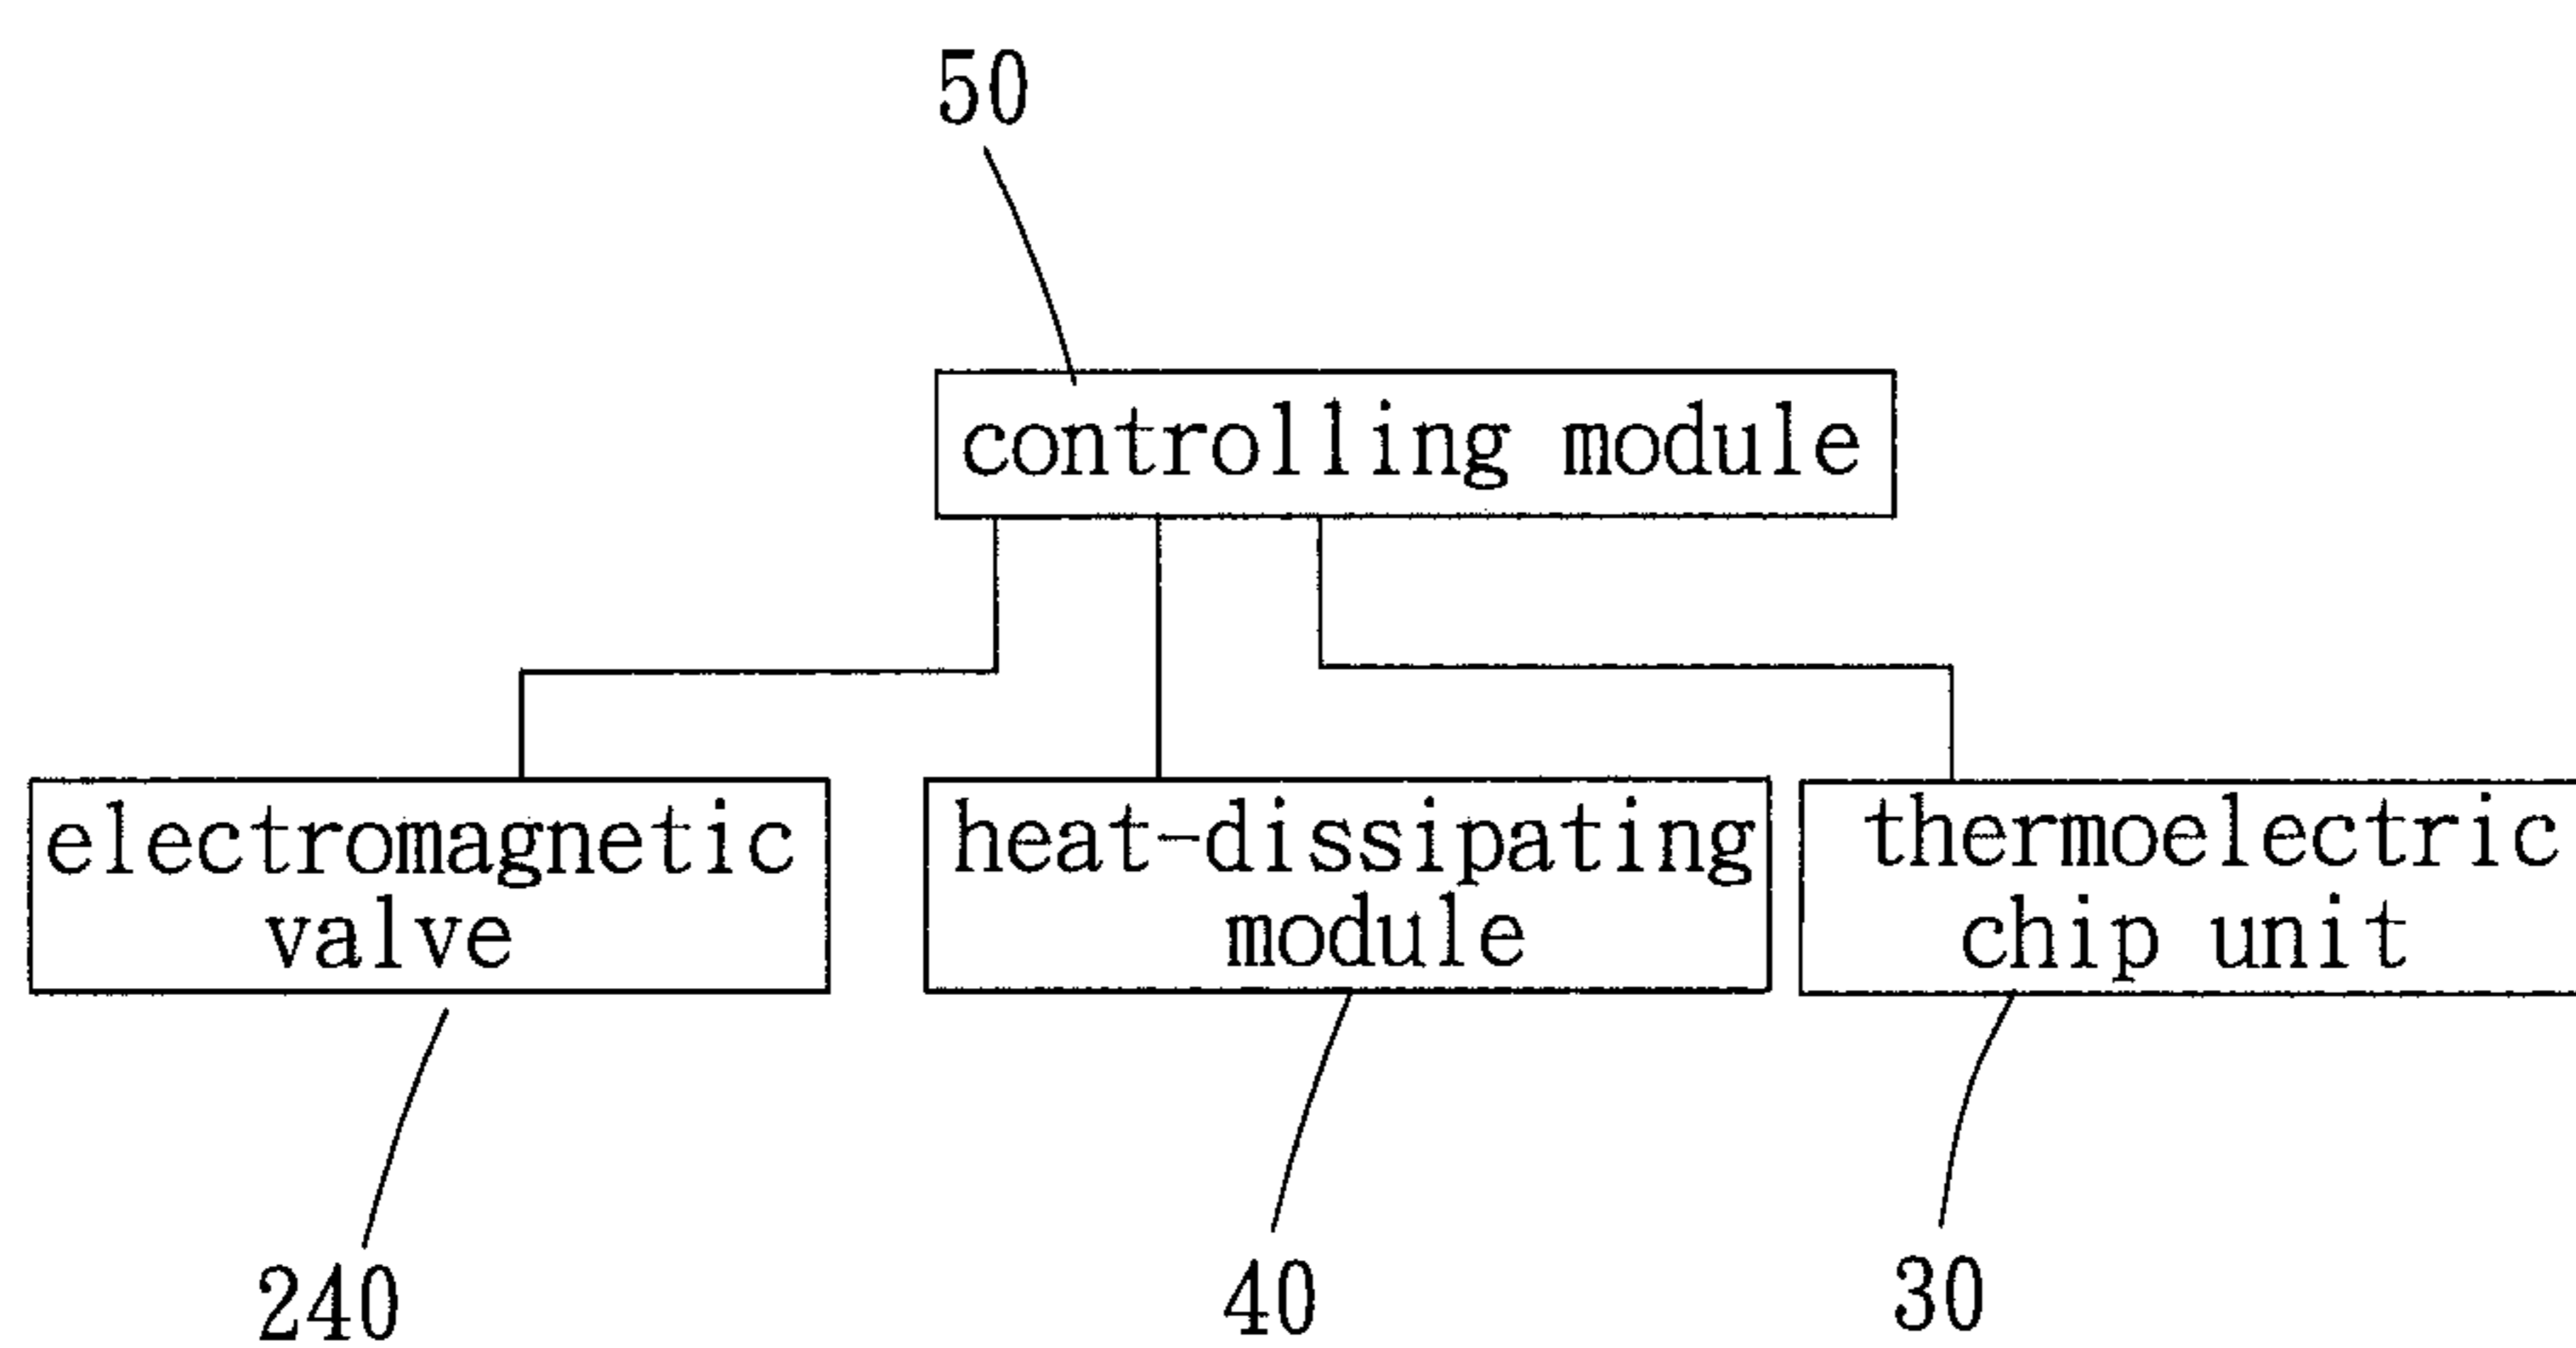 50
controlling module
electromagnetic
valve
heat-dissipating
module
thermoelectric
chip unit
240
40
30